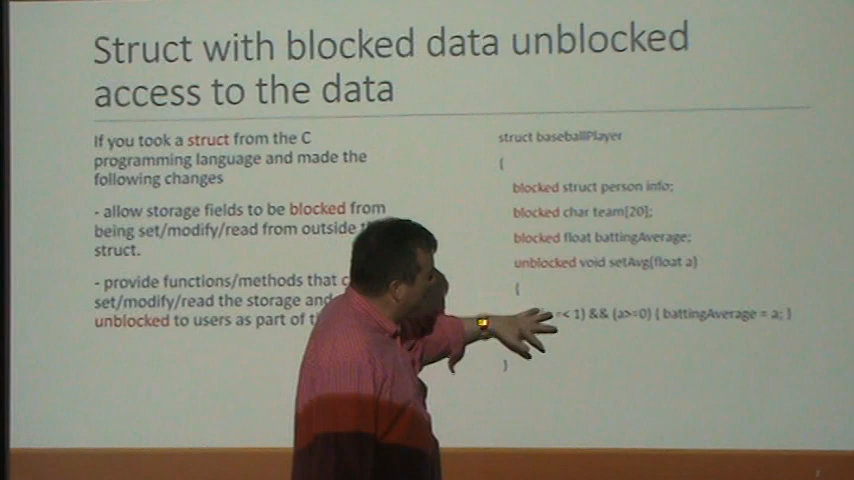 Struct with blocked data unblocked
access to the data
If you took a struct from the C
programming language and made the
following changes
- allow storage fields to be blocked from
being set/modify/read from outside
struct.
- provide functions/methods that
set/modify/read the storage and
unblocked to users as part of
struct baseballPlayer
{
blocked struct person info;
blocked char team[20];
blocked float battingAverage;
unblocked void setAvg(float a)
{
=< 1) && (a>=0) { battingAverage = a; }
}